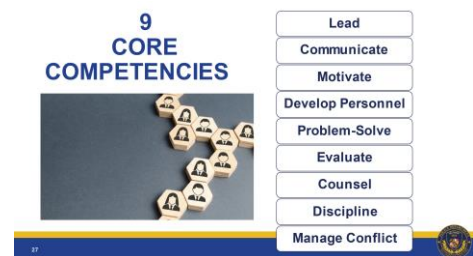 9
CORE
COMPETENCIES
Lead
Communicate
Motivate
Develop Personnel
Problem-Solve
Evaluate
Counsel
Discipline
Manage Conflict
27